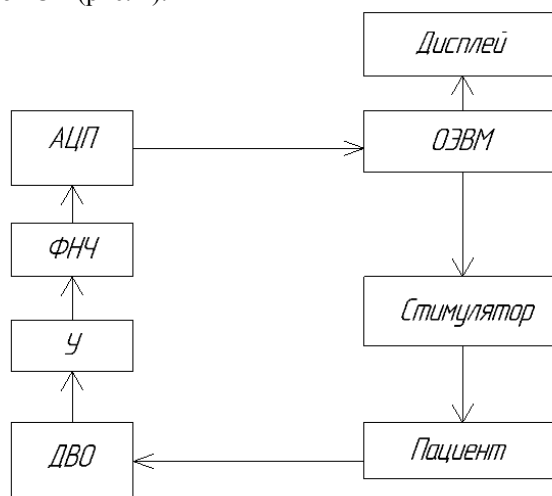 Дисплей
АЦП
ОЭВМ
ФНЧ
Стимулятор
У
ДВО
Пациент